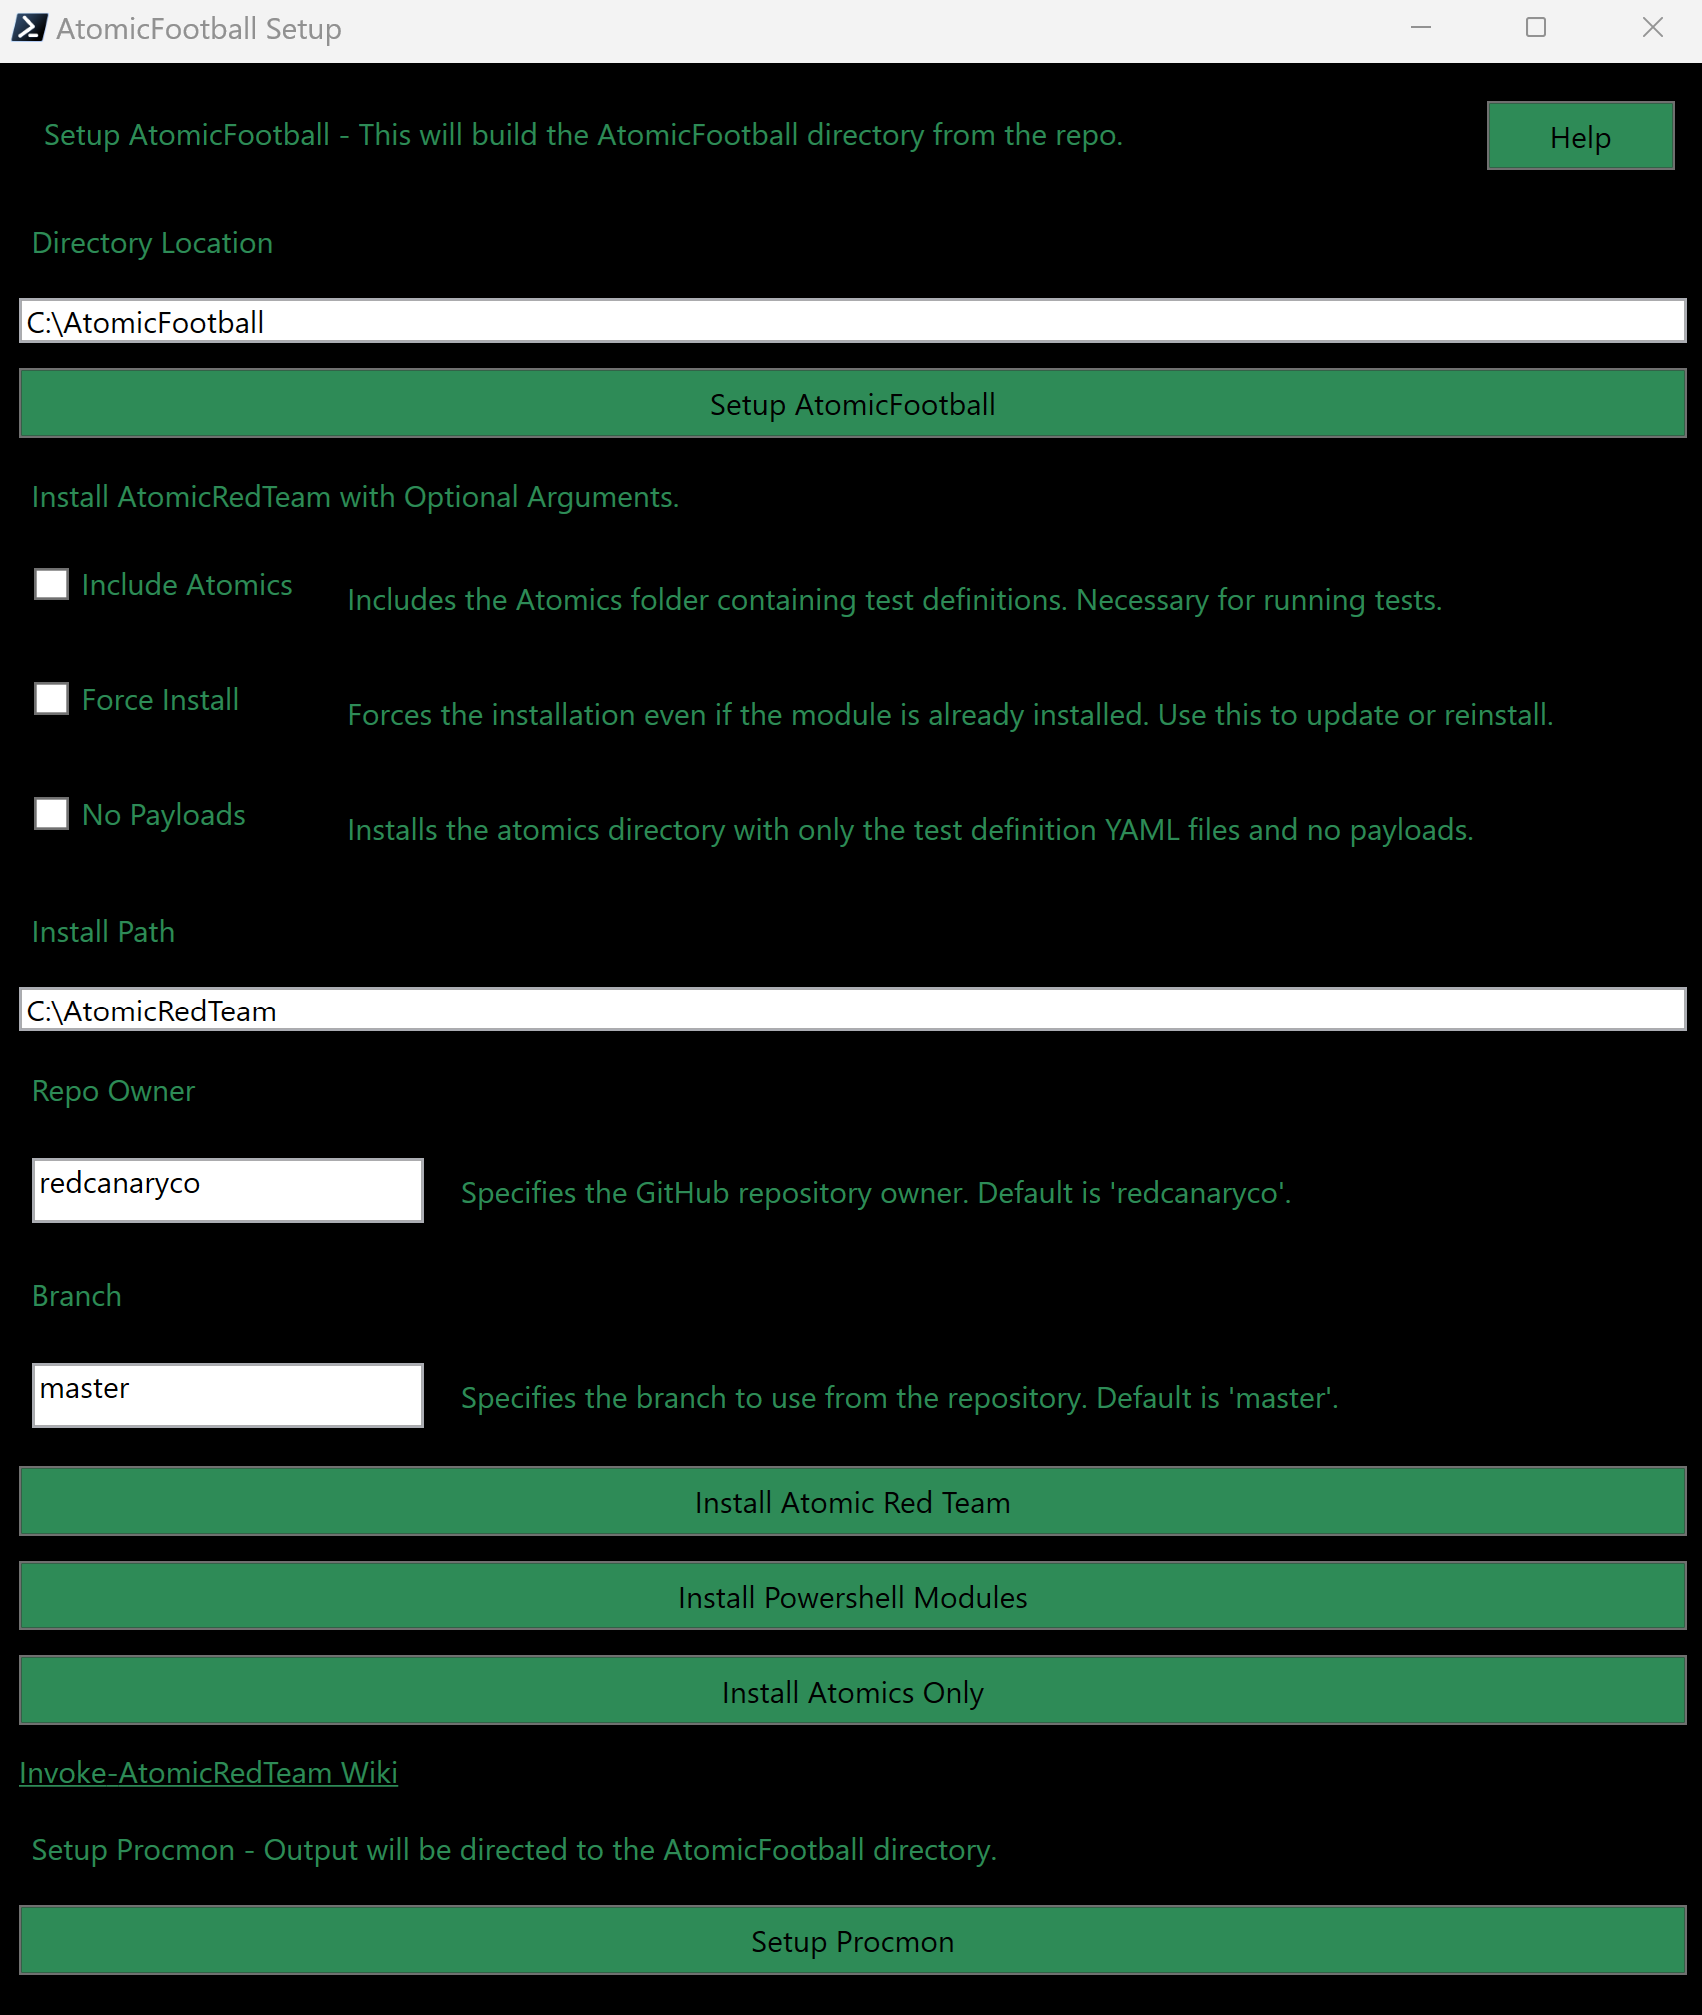 AtomicFootball Setup
Setup AtomicFootball - This will build the AtomicFootball directory from the repo.
Help
Directory Location
C:\AtomicFootball
Setup AtomicFootball
Install AtomicRedTeam with Optional Arguments.
Include Atomics
Includes the Atomics folder containing test definitions. Necessary for running tests.
Force Install
Forces the installation even if the module is already installed. Use this to update or reinstall.
No Payloads
Installs the atomics directory with only the test definition YAML files and no payloads.
Install Path
C:\AtomicRedTeam
Repo Owner
redcanaryco
Specifies the GitHub repository owner. Default is 'redcanaryco'.
Branch
master
Specifies the branch to use from the repository. Default is 'master'.
Install Atomic Red Team
Install Powershell Modules
Install Atomics Only
Invoke-AtomicRedTeam Wiki
Setup Procmon - Output will be directed to the AtomicFootball directory.
Setup Procmon